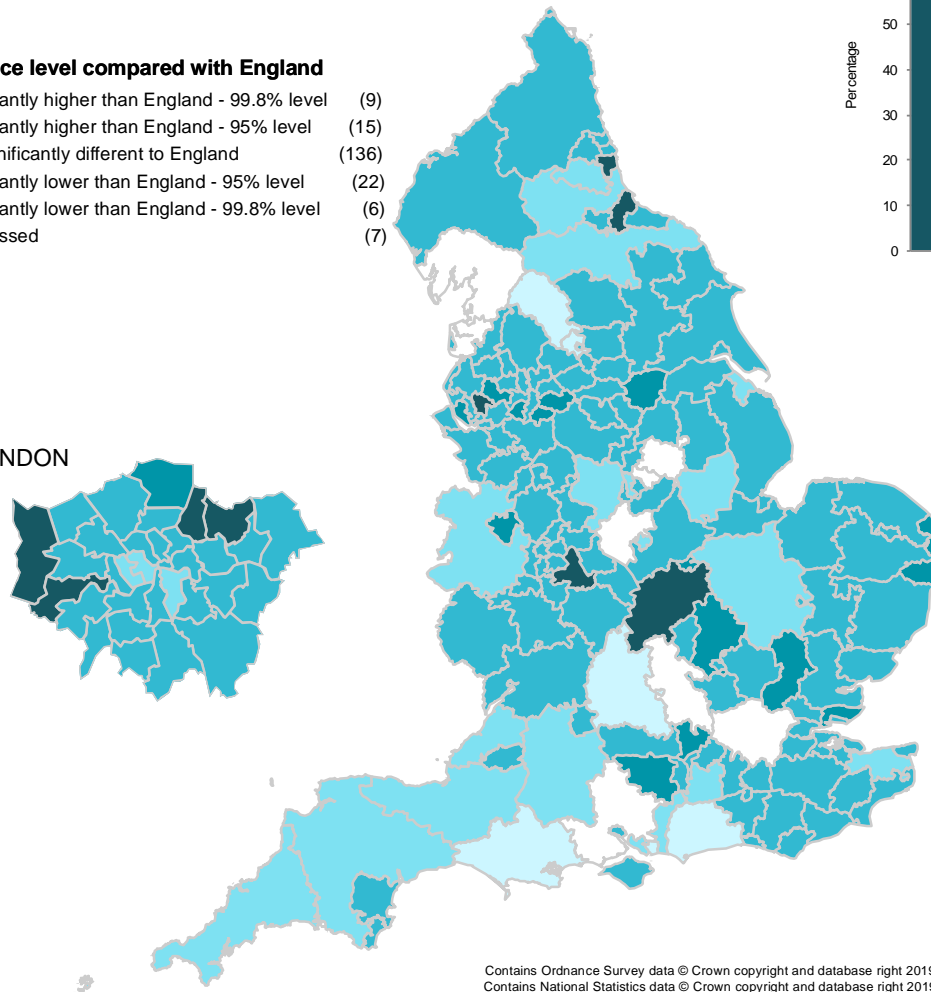 ce level compared with England
antly higher than England - 99.8% level (9)
antly higher than England - 95% level (15)
nificantly different to England (136)
antly lower than England - 95% level (22)
antly lower than England - 99.8% level (6)
ssed (7)
Percentage
50
40
30
20
10
0
NDON
Contains Ordnance Survey data © Crown copyright and database right 2019
Contains National Statistics data © Crown copyright and database right 2019